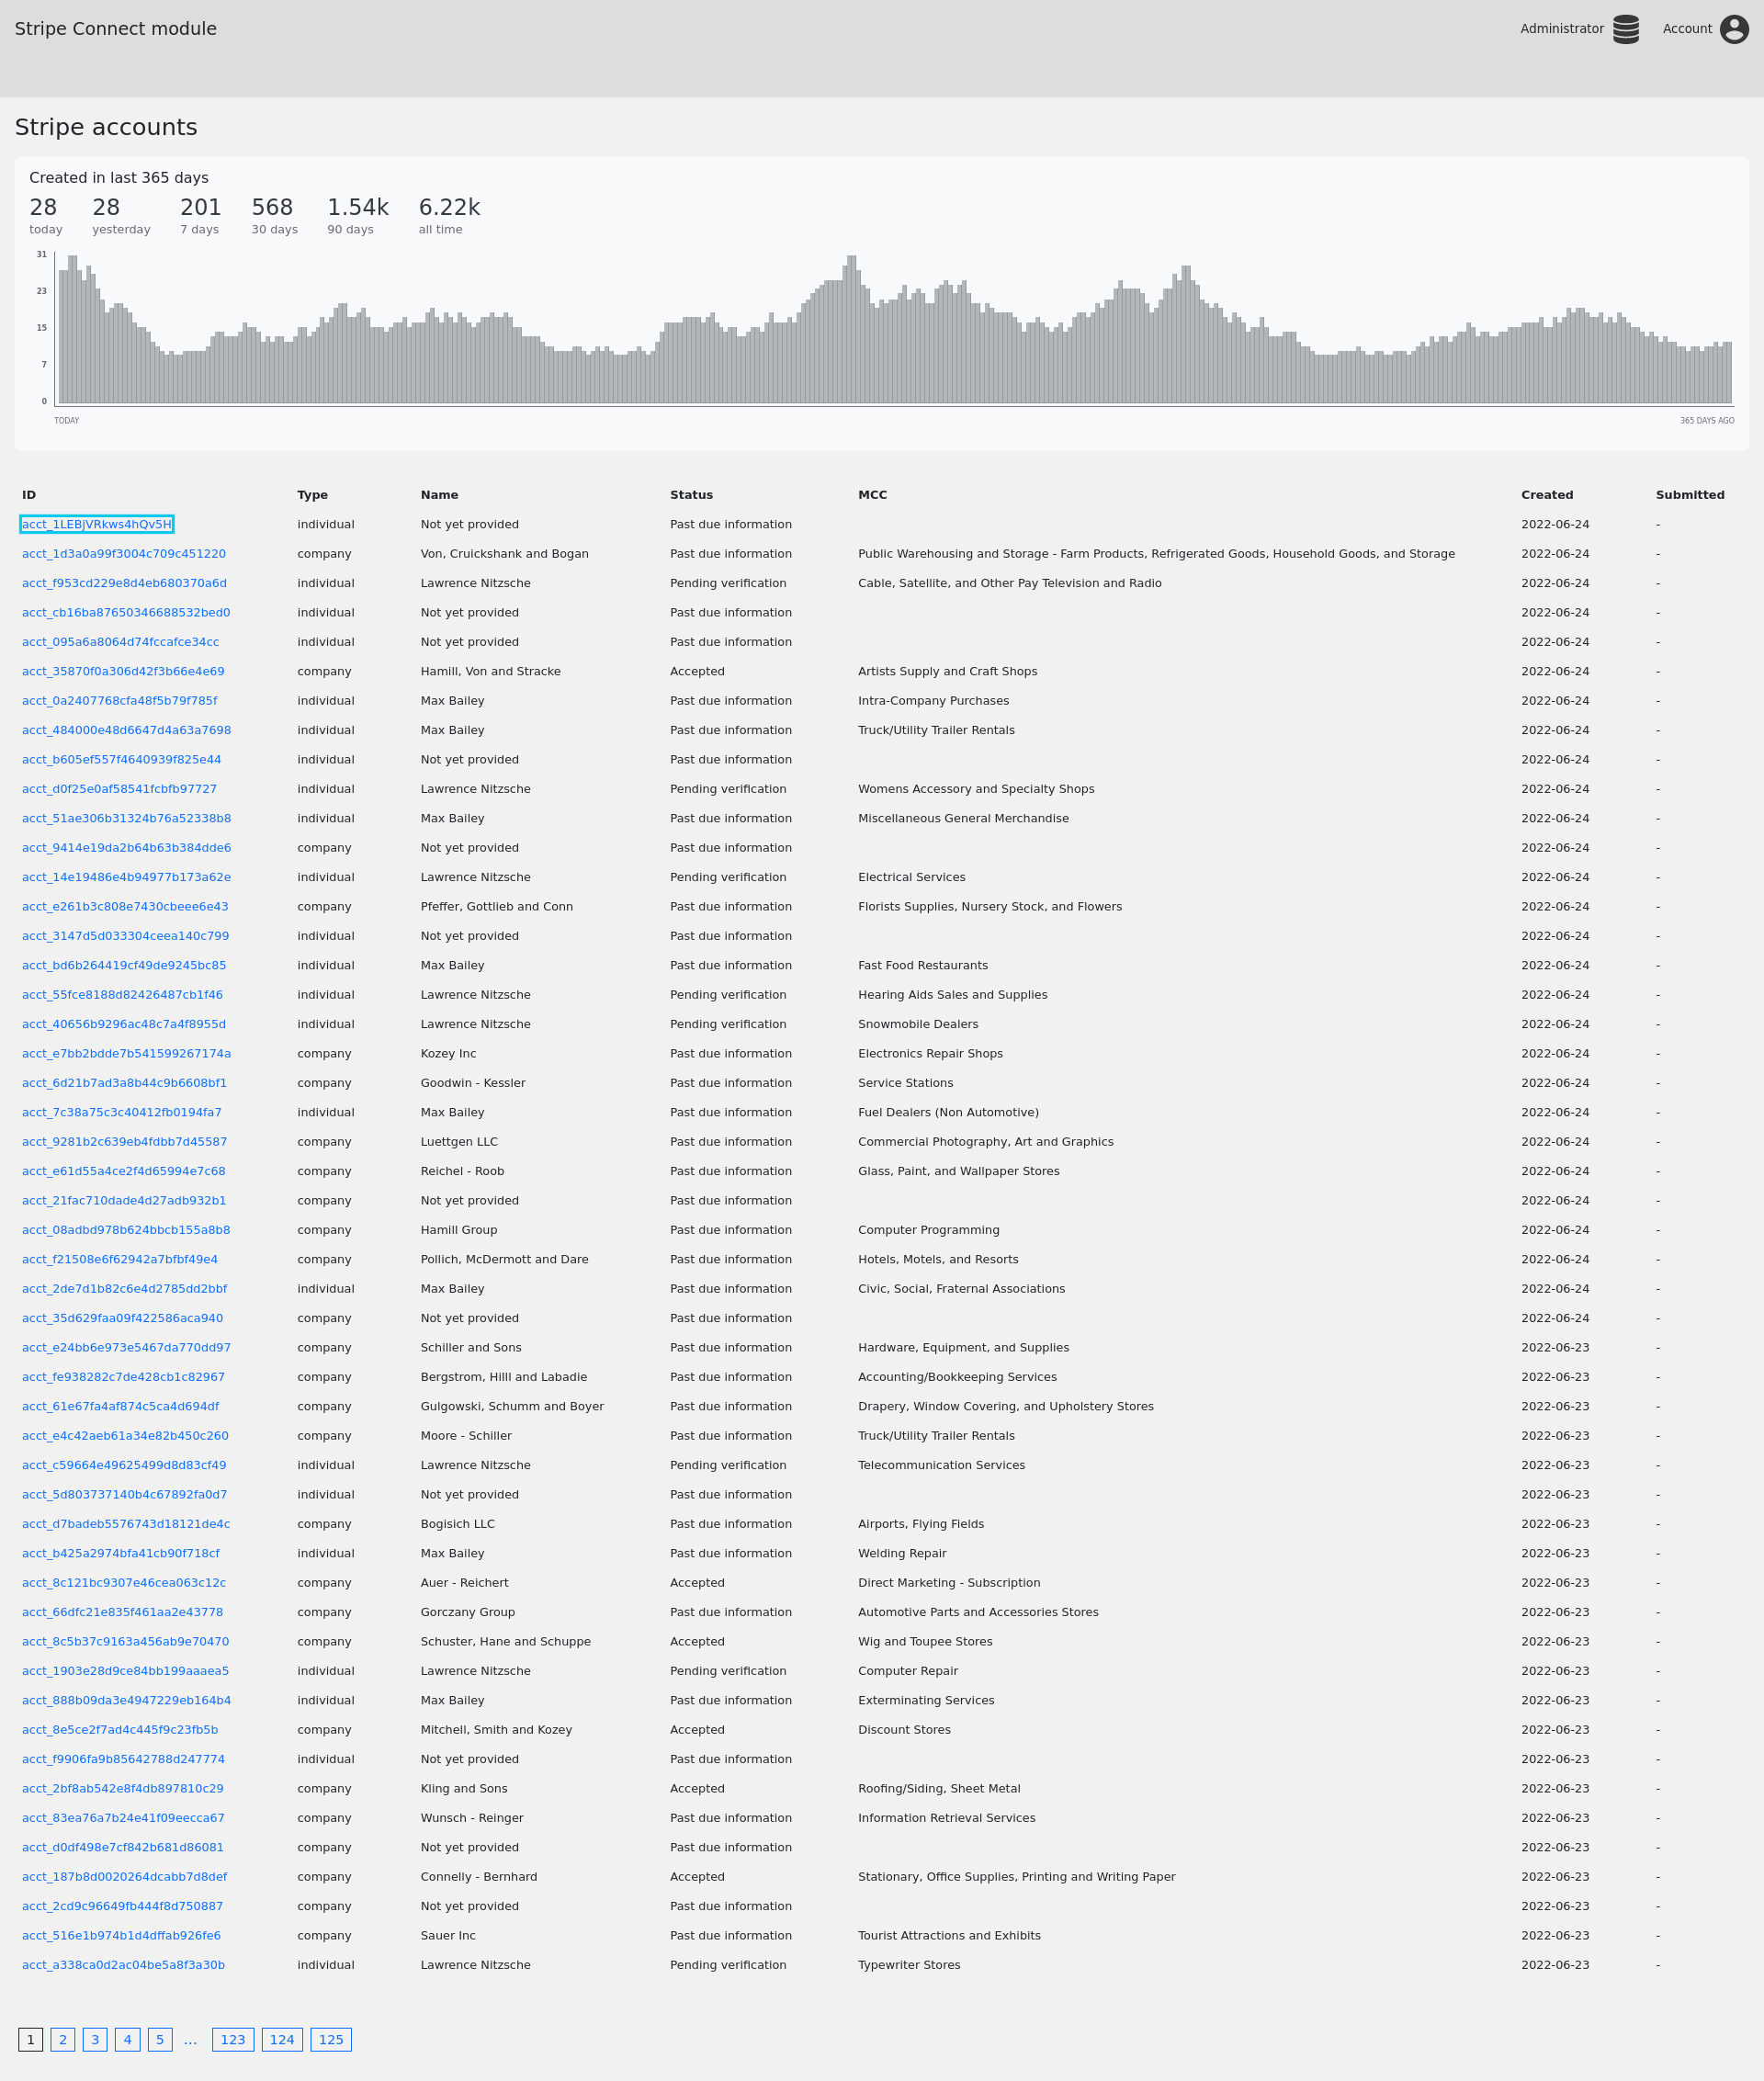 Stripe Connect module
Administrator Account
Stripe accounts
Created in last 365 days
28 28 201 568 1.54k 6.22k
today yesterday 7 days 30 days 90 days all time
31
23
15
7
0
TODAY 365 DAYS AGO
ID Type Name Status MCC Created Submitted
acct_1LEBjVRkws4hQv5H individual Not yet provided Past due information 2022-06-24 -
acct_1d3a0a99f3004c709c451220 company Von, Cruickshank and Bogan Past due information Public Warehousing and Storage - Farm Products, Refrigerated Goods, Household Goods, and Storage 2022-06-24 -
acct_f953cd229e8d4eb680370a6d individual Lawrence Nitzsche Pending verification Cable, Satellite, and Other Pay Television and Radio 2022-06-24 -
acct_cb16ba87650346688532bed0 individual Not yet provided Past due information 2022-06-24 -
acct_095a6a8064d74fccafce34cc individual Not yet provided Past due information 2022-06-24 -
acct_35870f0a306d42f3b66e4e69 company Hamill, Von and Stracke Accepted Artists Supply and Craft Shops 2022-06-24 -
acct_0a2407768cfa48f5b79f785f individual Max Bailey Past due information Intra-Company Purchases 2022-06-24 -
acct_484000e48d6647d4a63a7698 individual Max Bailey Past due information Truck/Utility Trailer Rentals 2022-06-24 -
acct_b605ef557f4640939f825e44 individual Not yet provided Past due information 2022-06-24 -
acct_d0f25e0af58541fcbfb97727 individual Lawrence Nitzsche Pending verification Womens Accessory and Specialty Shops 2022-06-24 -
acct_51ae306b31324b76a52338b8 individual Max Bailey Past due information Miscellaneous General Merchandise 2022-06-24 -
acct_9414e19da2b64b63b384dde6 company Not yet provided Past due information 2022-06-24 -
acct_14e19486e4b94977b173a62e individual Lawrence Nitzsche Pending verification Electrical Services 2022-06-24 -
acct_e261b3c808e7430cbeee6e43 company Pfeffer, Gottlieb and Conn Past due information Florists Supplies, Nursery Stock, and Flowers 2022-06-24 -
acct_3147d5d033304ceea140c799 individual Not yet provided Past due information 2022-06-24 -
acct_bd6b264419cf49de9245bc85 individual Max Bailey Past due information Fast Food Restaurants 2022-06-24 -
acct_55fce8188d82426487cb1f46 individual Lawrence Nitzsche Pending verification Hearing Aids Sales and Supplies 2022-06-24 -
acct_40656b9296ac48c7a4f8955d individual Lawrence Nitzsche Pending verification Snowmobile Dealers 2022-06-24 -
acct_e7bb2bdde7b541599267174a company Kozey Inc Past due information Electronics Repair Shops 2022-06-24 -
acct_6d21b7ad3a8b44c9b6608bf1 company Goodwin - Kessler Past due information Service Stations 2022-06-24 -
acct_7c38a75c3c40412fb0194fa7 individual Max Bailey Past due information Fuel Dealers (Non Automotive) 2022-06-24 -
acct_9281b2c639eb4fdbb7d45587 company Luettgen LLC Past due information Commercial Photography, Art and Graphics 2022-06-24 -
acct_e61d55a4ce2f4d65994e7c68 company Reichel - Roob Past due information Glass, Paint, and Wallpaper Stores 2022-06-24 -
acct_21fac710dade4d27adb932b1 company Not yet provided Past due information 2022-06-24 -
acct_08adbd978b624bbcb155a8b8 company Hamill Group Past due information Computer Programming 2022-06-24 -
acct_f21508e6f62942a7bfbf49e4 company Pollich, McDermott and Dare Past due information Hotels, Motels, and Resorts 2022-06-24 -
acct_2de7d1b82c6e4d2785dd2bbf individual Max Bailey Past due information Civic, Social, Fraternal Associations 2022-06-24 -
acct_35d629faa09f422586aca940 company Not yet provided Past due information 2022-06-24 -
acct_e24bb6e973e5467da770dd97 company Schiller and Sons Past due information Hardware, Equipment, and Supplies 2022-06-23 -
acct_fe938282c7de428cb1c82967 company Bergstrom, Hilll and Labadie Past due information Accounting/Bookkeeping Services 2022-06-23 -
acct_61e67fa4af874c5ca4d694df company Gulgowski, Schumm and Boyer Past due information Drapery, Window Covering, and Upholstery Stores 2022-06-23 -
acct_e4c42aeb61a34e82b450c260 company Moore - Schiller Past due information Truck/Utility Trailer Rentals 2022-06-23 -
acct_c59664e49625499d8d83cf49 individual Lawrence Nitzsche Pending verification Telecommunication Services 2022-06-23 -
acct_5d803737140b4c67892fa0d7 individual Not yet provided Past due information 2022-06-23 -
acct_d7badeb5576743d18121de4c company Bogisich LLC Past due information Airports, Flying Fields 2022-06-23 -
acct_b425a2974bfa41cb90f718cf individual Max Bailey Past due information Welding Repair 2022-06-23 -
acct_8c121bc9307e46cea063c12c company Auer - Reichert Accepted Direct Marketing - Subscription 2022-06-23 -
acct_66dfc21e835f461aa2e43778 company Gorczany Group Past due information Automotive Parts and Accessories Stores 2022-06-23 -
acct_8c5b37c9163a456ab9e70470 company Schuster, Hane and Schuppe Accepted Wig and Toupee Stores 2022-06-23 -
acct_1903e28d9ce84bb199aaaea5 individual Lawrence Nitzsche Pending verification Computer Repair 2022-06-23 -
acct_888b09da3e4947229eb164b4 individual Max Bailey Past due information Exterminating Services 2022-06-23 -
acct_8e5ce2f7ad4c445f9c23fb5b company Mitchell, Smith and Kozey Accepted Discount Stores 2022-06-23 -
acct_f9906fa9b85642788d247774 individual Not yet provided Past due information 2022-06-23 -
acct_2bf8ab542e8f4db897810c29 company Kling and Sons Accepted Roofing/Siding, Sheet Metal 2022-06-23 -
acct_83ea76a7b24e41f09eecca67 company Wunsch - Reinger Past due information Information Retrieval Services 2022-06-23 -
acct_d0df498e7cf842b681d86081 company Not yet provided Past due information 2022-06-23 -
acct_187b8d0020264dcabb7d8def company Connelly - Bernhard Accepted Stationary, Office Supplies, Printing and Writing Paper 2022-06-23 -
acct_2cd9c96649fb444f8d750887 company Not yet provided Past due information 2022-06-23 -
acct_516e1b974b1d4dffab926fe6 company Sauer Inc Past due information Tourist Attractions and Exhibits 2022-06-23 -
acct_a338ca0d2ac04be5a8f3a30b individual Lawrence Nitzsche Pending verification Typewriter Stores 2022-06-23 -
1 2 3 4 5 ... 123 124 125